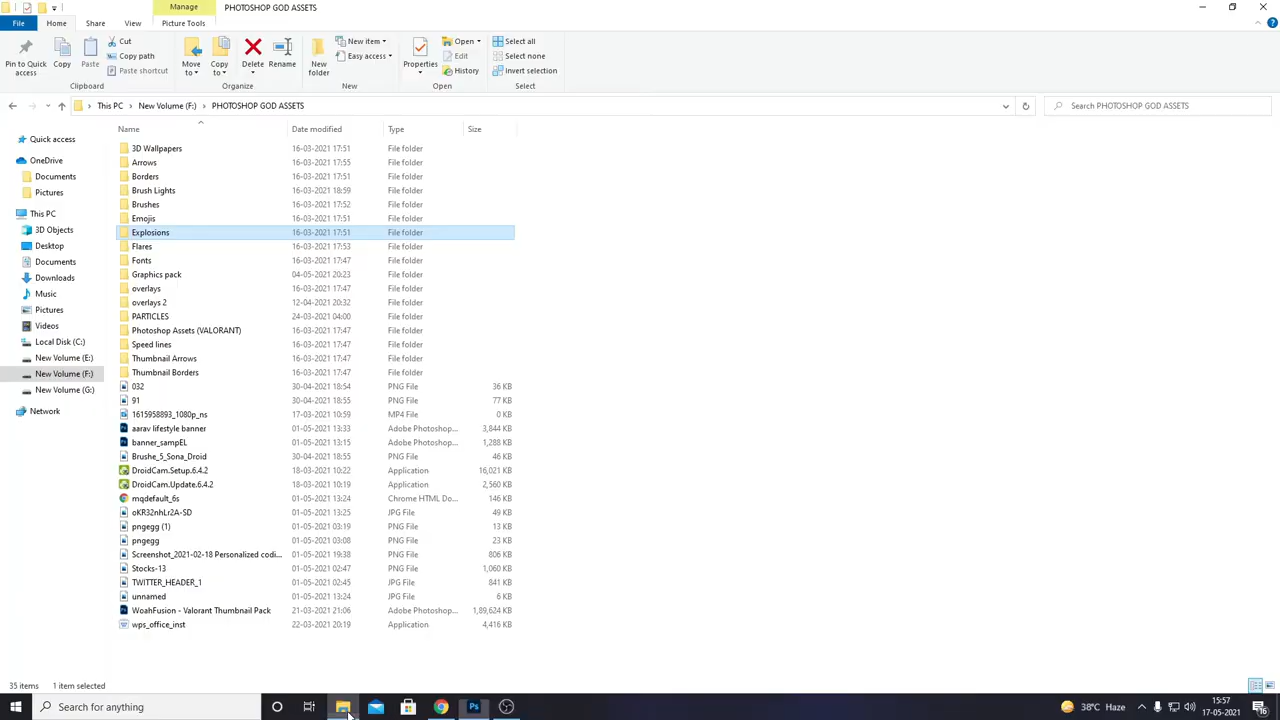 Manage
PHOTOSHOP GOD ASSETS
File
Home
Share
View
Picture Tools
Pin to Quick access
Copy
Paste
Cut
Copy path
Paste shortcut
Clipboard
Move to
Copy to
Delete
Rename
Organize
New folder
New item
Easy access
New
Properties
Open
Edit
History
Open
Select all
Select none
Invert selection
Select
This PC
New Volume (F:)
PHOTOSHOP GOD ASSETS
Search PHOTOSHOP GOD ASSETS
Quick access
OneDrive
Documents
Pictures
This PC
3D Objects
Desktop
Documents
Downloads
Music
Pictures
Videos
Local Disk (C:)
New Volume (E:)
New Volume (F:)
New Volume (G:)
Network
Name Date modified Type Size
3D Wallpapers 16-03-2021 17:51 File folder
Arrows 16-03-2021 17:55 File folder
Borders 16-03-2021 17:51 File folder
Brush Lights 16-03-2021 18:59 File folder
Brushes 16-03-2021 17:52 File folder
Emojis 16-03-2021 17:51 File folder
Explosions 16-03-2021 17:51 File folder
Flares 16-03-2021 17:53 File folder
Fonts 16-03-2021 17:47 File folder
Graphics pack 04-05-2021 20:23 File folder
overlays 16-03-2021 17:47 File folder
overlays 2 12-04-2021 20:32 File folder
PARTICLES 24-03-2021 04:00 File folder
Photoshop Assets (VALORANT) 16-03-2021 17:47 File folder
Speed lines 16-03-2021 17:47 File folder
Thumbnail Arrows 16-03-2021 17:47 File folder
Thumbnail Borders 16-03-2021 17:47 File folder
032 30-04-2021 18:54 PNG File 36 KB
91 30-04-2021 18:55 PNG File 77 KB
1615958893_1080p_ns 17-03-2021 10:59 MP4 File 0 KB
aarav lifestyle banner 01-05-2021 13:33 Adobe Photoshop... 3,844 KB
banner_sampEL 01-05-2021 13:15 Adobe Photoshop... 1,288 KB
Brushe_5_Sona_Droid 30-04-2021 18:55 PNG File 46 KB
DroidCam.Setup.6.4.2 18-03-2021 10:22 Application 16,021 KB
DroidCam.Update.6.4.2 18-03-2021 10:19 Application 2,560 KB
mqdefault_6s 01-05-2021 13:24 Chrome HTML Do... 146 KB
oKR32nhLr2A-SD 01-05-2021 13:25 JPG File 49 KB
pngegg (1) 01-05-2021 03:19 PNG File 13 KB
pngegg 01-05-2021 03:08 PNG File 23 KB
Screenshot_2021-02-18 Personalized codi... 01-05-2021 19:38 PNG File 806 KB
Stocks-13 01-05-2021 02:47 PNG File 1,060 KB
TWITTER_HEADER_1 01-05-2021 02:45 JPG File 841 KB
unnamed 01-05-2021 13:24 JPG File 6 KB
WoahFusion - Valorant Thumbnail Pack 21-03-2021 21:06 Adobe Photoshop... 1,89,624 KB
wps_office_inst 22-03-2021 20:19 Application 4,416 KB
35 items 1 item selected
Search for anything
Ps
38°C Haze
15:57
17-05-2021
16